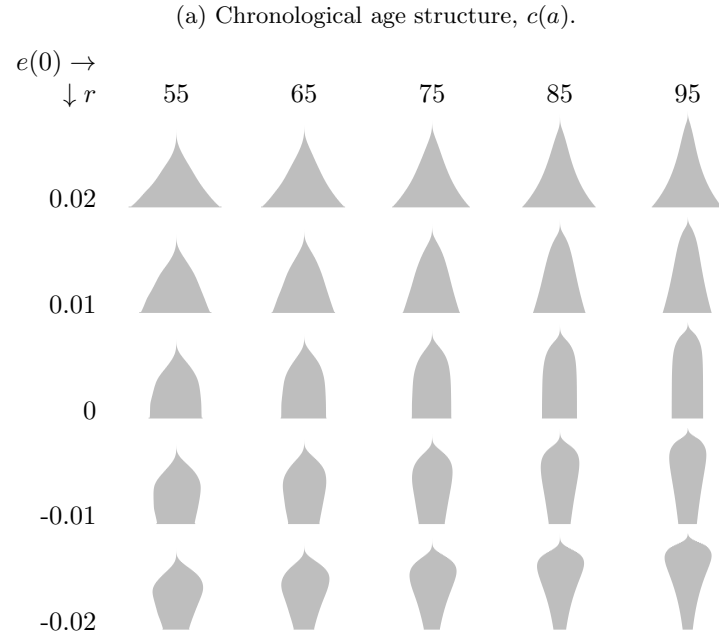 (a) Chronological age structure, c(a).
e(0) →
↓ r 55 65 75 85 95
0.02
0.01
0
-0.01
-0.02